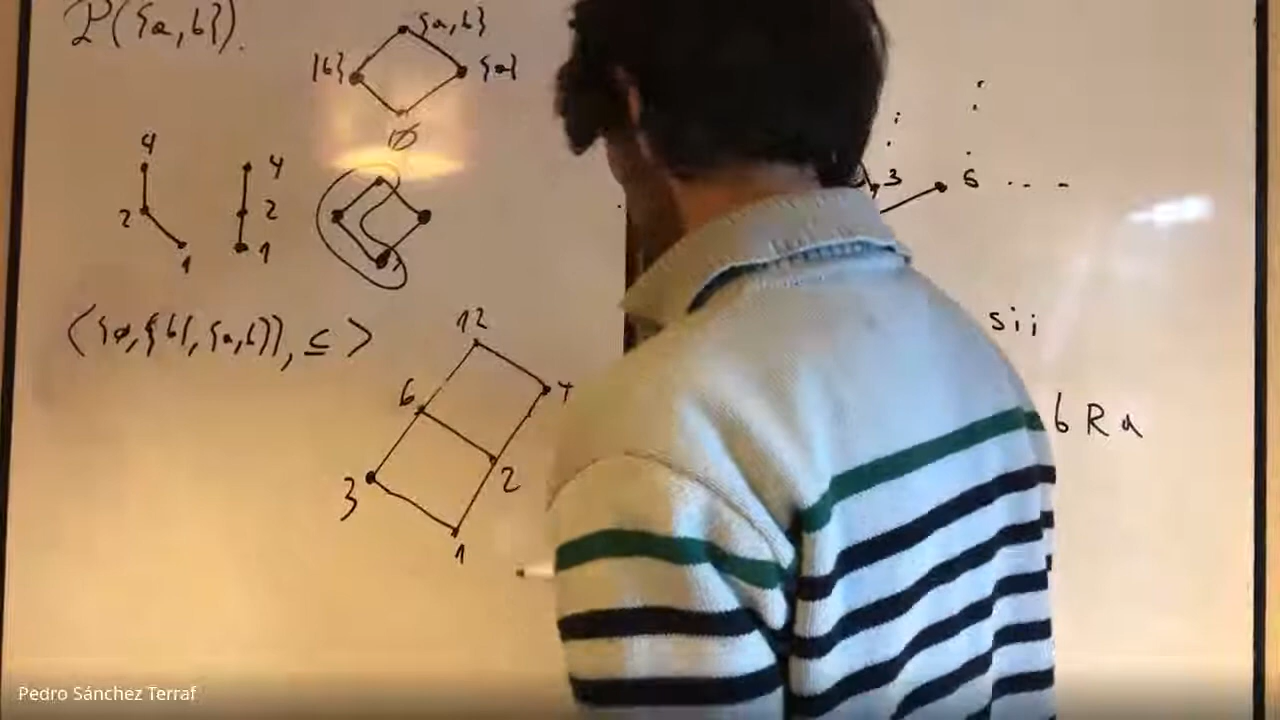 P({a,b}).
{a,b}
{b}
{a}
∅
4
2
1
4
2
1
3
6
⟨{∅,{b},{a,b}},⊆⟩
sii
12
6
4
b R a
3
2
1
Pedro Sánchez Terraf